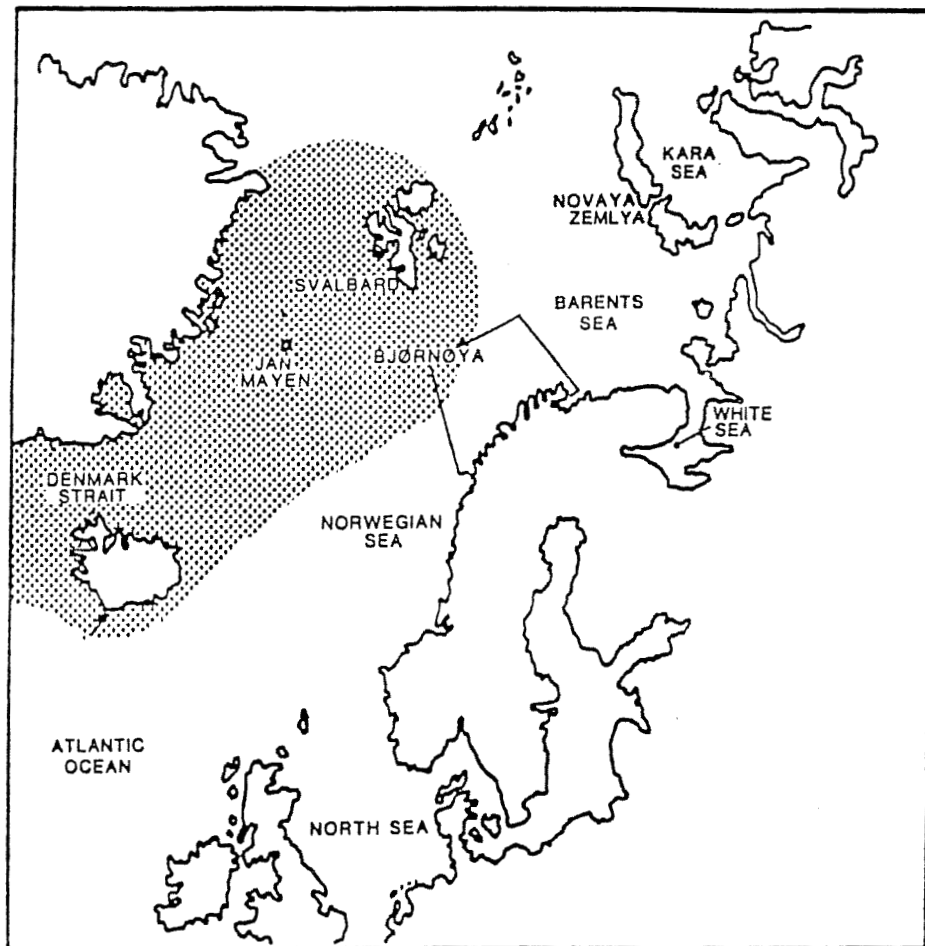 KARA
SEA
NOVAYA
ZEMLYA
SVALBARD
BARENTS
SEA
JAN
MAYEN
BJØRNØYA
WHITE
SEA
DENMARK
STRAIT
NORWEGIAN
SEA
ATLANTIC
OCEAN
NORTH SEA